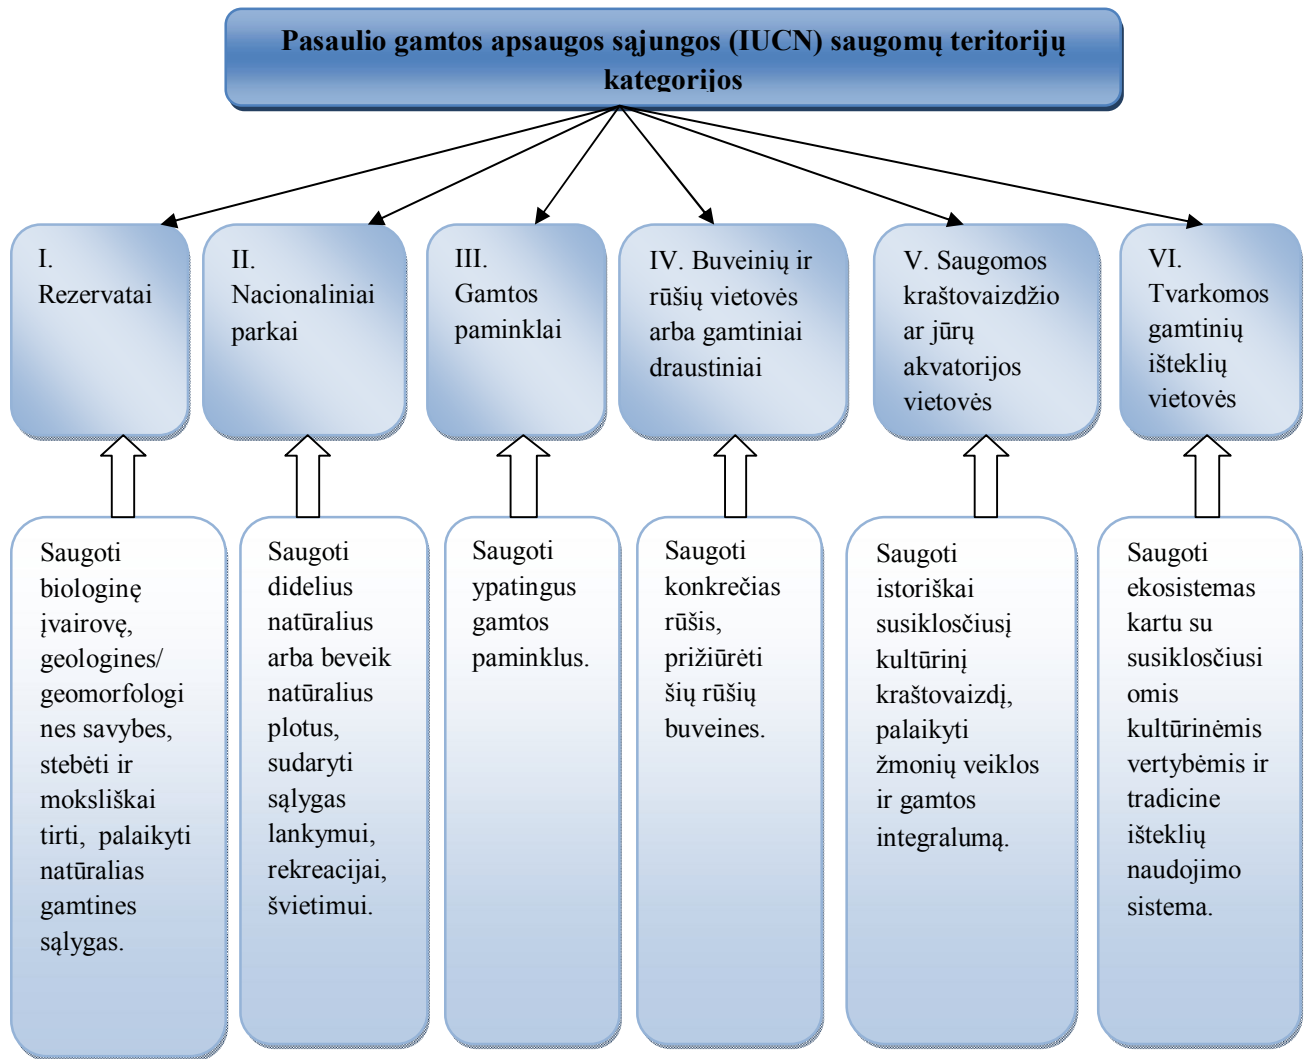 Pasaulio gamtos apsaugos sąjungos (IUCN) saugomų teritorijų
kategorijos
I.
Rezervatai
II.
Nacionaliniai
parkai
III.
Gamtos
paminklai
IV. Buveinių ir
rūšių vietovės
arba gamtiniai
draustiniai
V. Saugomos
kraštovaizdžio
ar jūrų
akvatorijos
vietovės
VI.
Tvarkomos
gamtinių
išteklių
vietovės
Saugoti
biologinę
įvairovę,
geologines/
geomorfologi
nes savybes,
stebėti ir
moksliškai
tirti, palaikyti
natūralias
gamtines
sąlygas.
Saugoti
didelius
natūralius
arba beveik
natūralius
plotus,
sudaryti
sąlygas
lankymui,
rekreacijai,
švietimui.
Saugoti
ypatingus
gamtos
paminklus.
Saugoti
konkrečias
rūšis,
prižiūrėti
šių rūšių
buveines.
Saugoti
istoriškai
susiklosčiusį
kultūrinį
kraštovaizdį,
palaikyti
žmonių veiklos
ir gamtos
integralumą.
Saugoti
ekosistemas
kartu su
susiklosčiusi
omis
kultūrinėmis
vertybėmis ir
tradicine
išteklių
naudojimo
sistema.